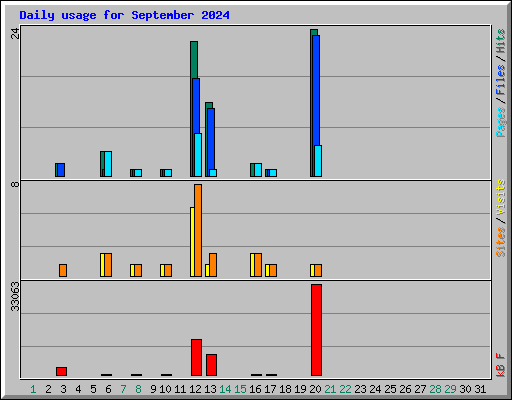 Daily usage for September 2024
24
Pages / Files / Hits
8
Sites / Visits
33063
kB F
1 2 3 4 5 6 7 8 9 10 11 12 13 14 15 16 17 18 19 20 21 22 23 24 25 26 27 28 29 30 31